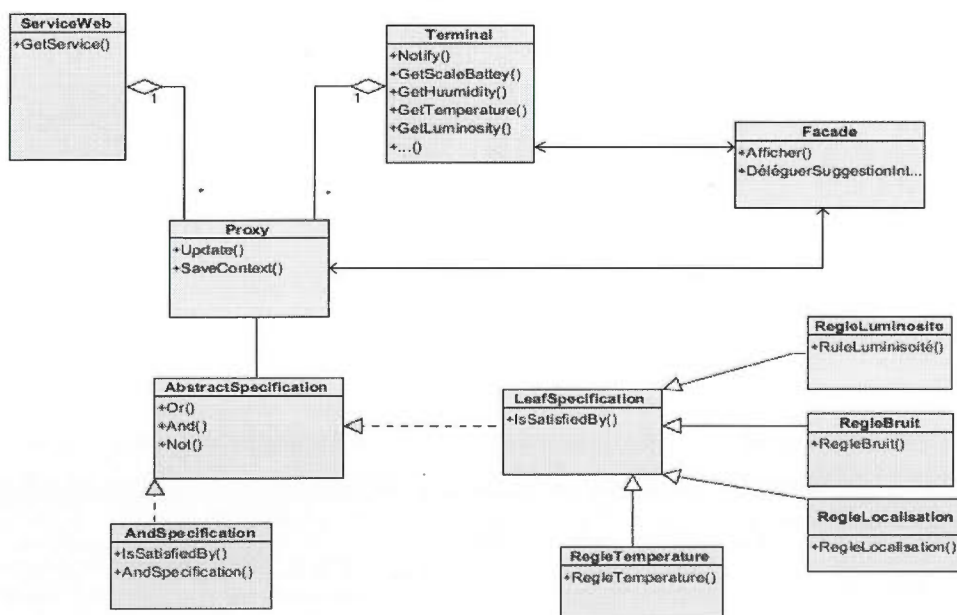 ServiceWeb
+GetService()
1
Terminal
+Notify()
+GetScaleBattey()
+GetHuumidity()
+GetTemperature()
+GetLuminosity()
+...()
1
Facade
+Afficher()
+DéléguerSuggestionInt...
*
*
Proxy
+Update()
+SaveContext()
AbstractSpecification
+Or()
+And()
+Not()
LeafSpecification
+IsSatisfiedBy()
RegleLuminosite
+RuleLuminisoité()
RegleBruit
+RegleBruit()
RegleLocalisation
+RegleLocalisation()
AndSpecification
+IsSatisfiedBy()
+AndSpecification()
RegleTemperature
+RegleTemperature()